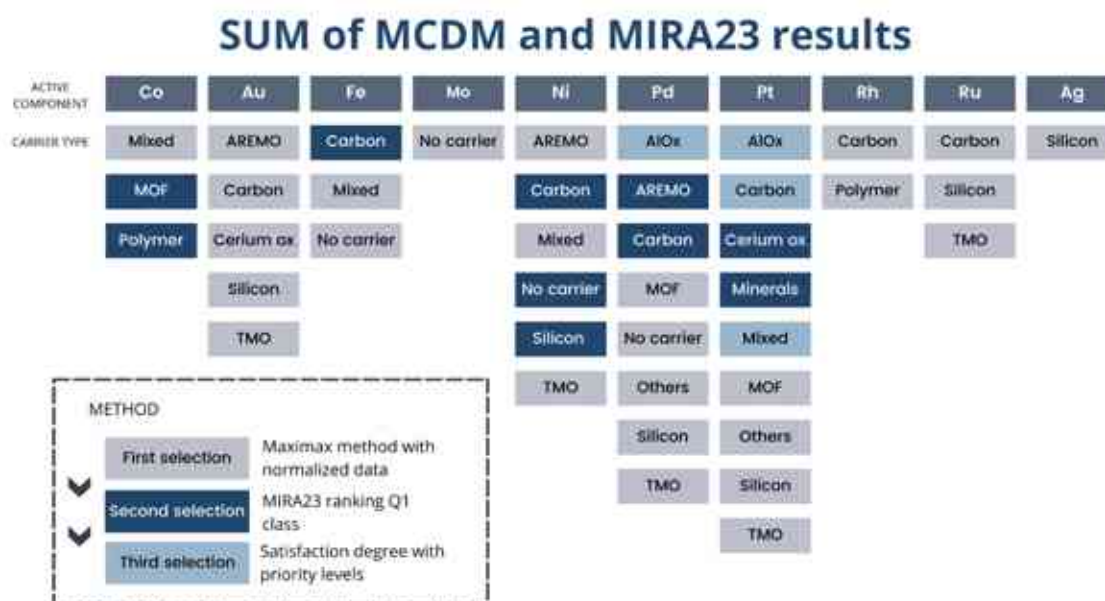 SUM of MCDM and MIRA23 results
ACTIVE COMPONENT Co Au Fe Mo Ni Pd Pt Rh Ru Ag
CARRIER TYPE Mixed AREMO Carbon No carrier AREMO AlOx AlOx Carbon Carbon Silicon
MOF Carbon Mixed Carbon AREMO Carbon Polymer Silicon
Polymer Cerium ox. No carrier Mixed Carbon Cerium ox. TMO
Silicon No carrier MOF Minerals
TMO Silicon No carrier Mixed
TMO Others MOF
Silicon Others
TMO Silicon
TMO
METHOD
First selection Maximax method with
normalized data
Second selection MIRA23 ranking Q1
class
Third selection Satisfaction degree with
priority levels